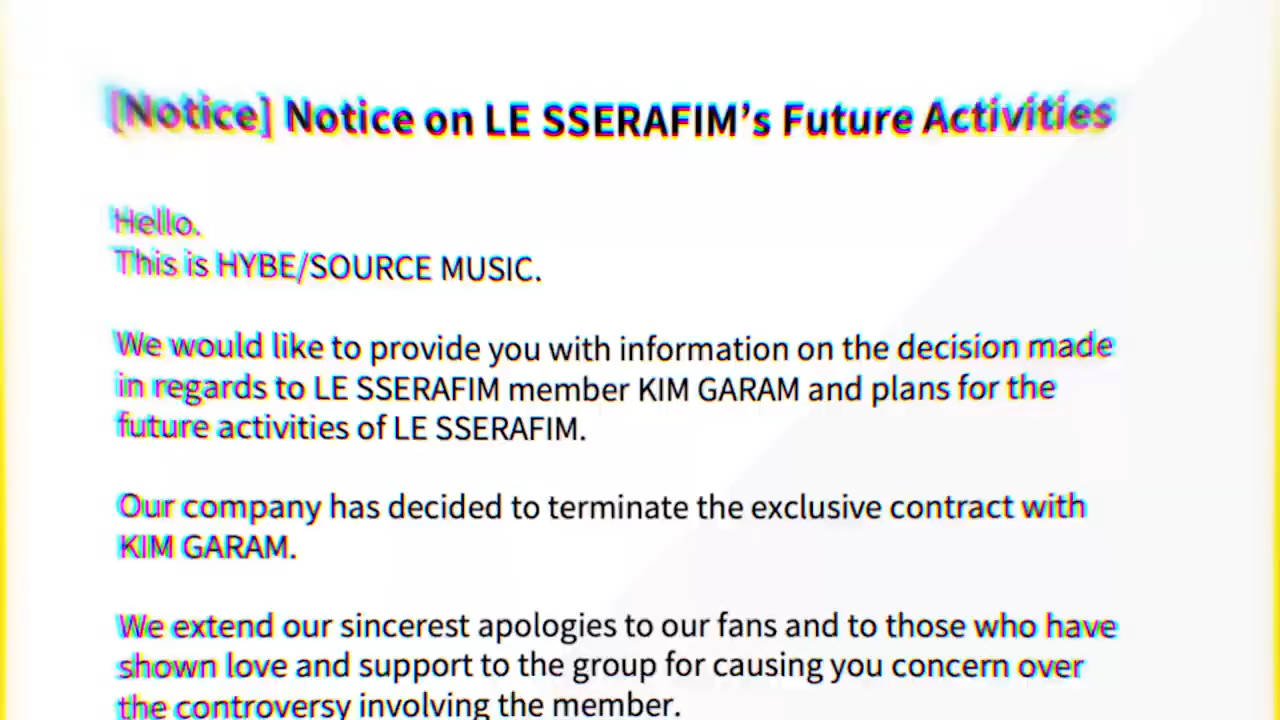 [Notice] Notice on LE SSERAFIM’s Future Activities
Hello.
This is HYBE/SOURCE MUSIC.
We would like to provide you with information on the decision made
in regards to LE SSERAFIM member KIM GARAM and plans for the
future activities of LE SSERAFIM.
Our company has decided to terminate the exclusive contract with
KIM GARAM.
We extend our sincerest apologies to our fans and to those who have
shown love and support to the group for causing you concern over
the controversy involving the member.